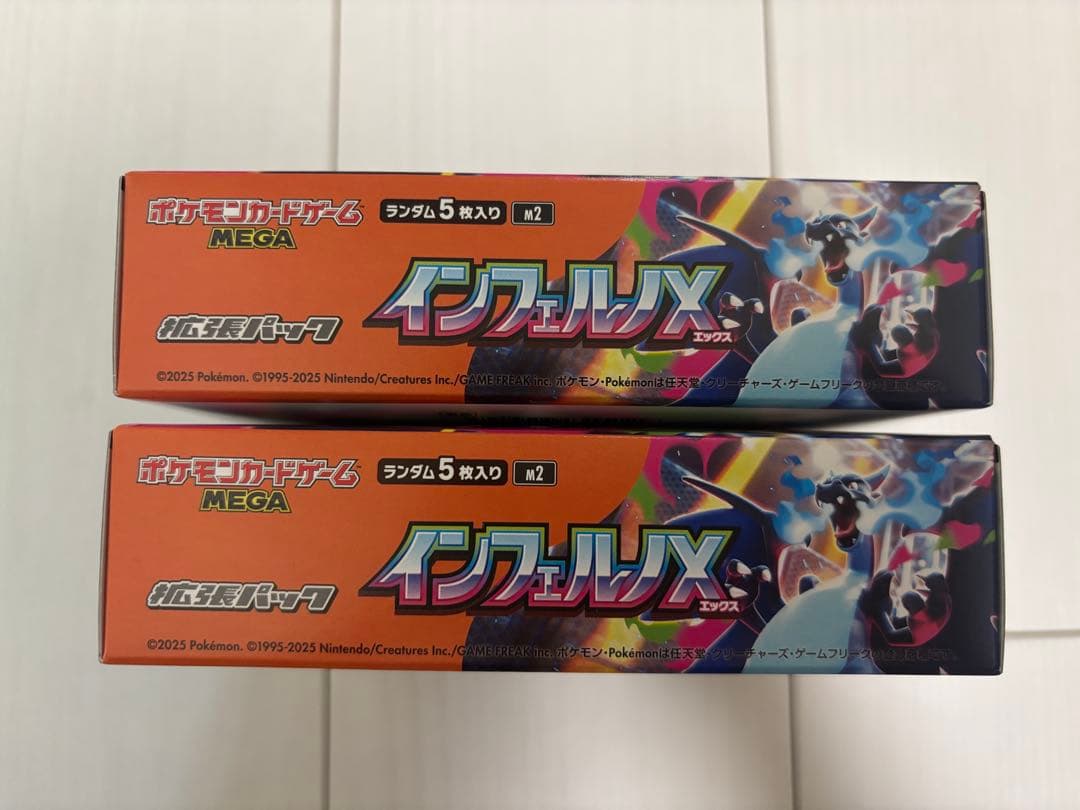 ポケモンカードゲーム™
MEGA
ランダム5枚入り M2
インフェルノX
エックス
拡張パック
©2025 Pokémon. ©1995-2025 Nintendo/Creatures Inc./GAME FREAK inc. ポケモン・Pokémonは任天堂・クリーチャーズ・ゲームフリークの
ポケモンカードゲーム™
MEGA
ランダム5枚入り M2
インフェルノX
エックス
拡張パック
©2025 Pokémon. ©1995-2025 Nintendo/Creatures Inc./GAME FREAK inc. ポケモン・Pokémonは任天堂・クリーチャーズ・ゲームフリークの